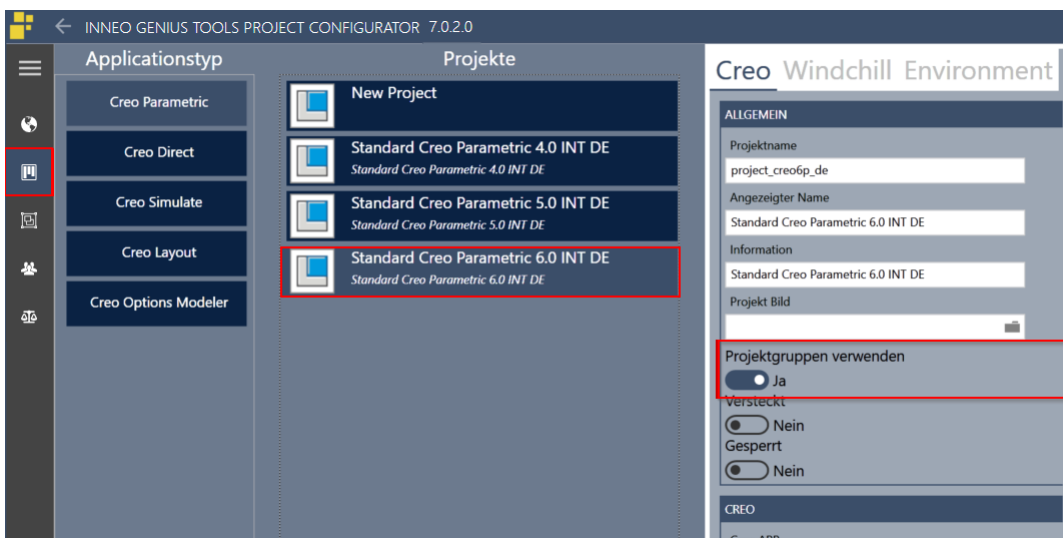 INNEO GENIUS TOOLS PROJECT CONFIGURATOR 7.0.2.0
Applicationstyp
Creo Parametric
Creo Direct
Creo Simulate
Creo Layout
Creo Options Modeler
Projekte
New Project
Standard Creo Parametric 4.0 INT DE
Standard Creo Parametric 4.0 INT DE
Standard Creo Parametric 5.0 INT DE
Standard Creo Parametric 5.0 INT DE
Standard Creo Parametric 6.0 INT DE
Standard Creo Parametric 6.0 INT DE
Creo Windchill Environment
ALLGEMEIN
Projektname
project_creo6p_de
Angezeigter Name
Standard Creo Parametric 6.0 INT DE
Information
Standard Creo Parametric 6.0 INT DE
Projekt Bild
Projektgruppen verwenden
Ja
Versteckt
Nein
Gesperrt
Nein
CREO